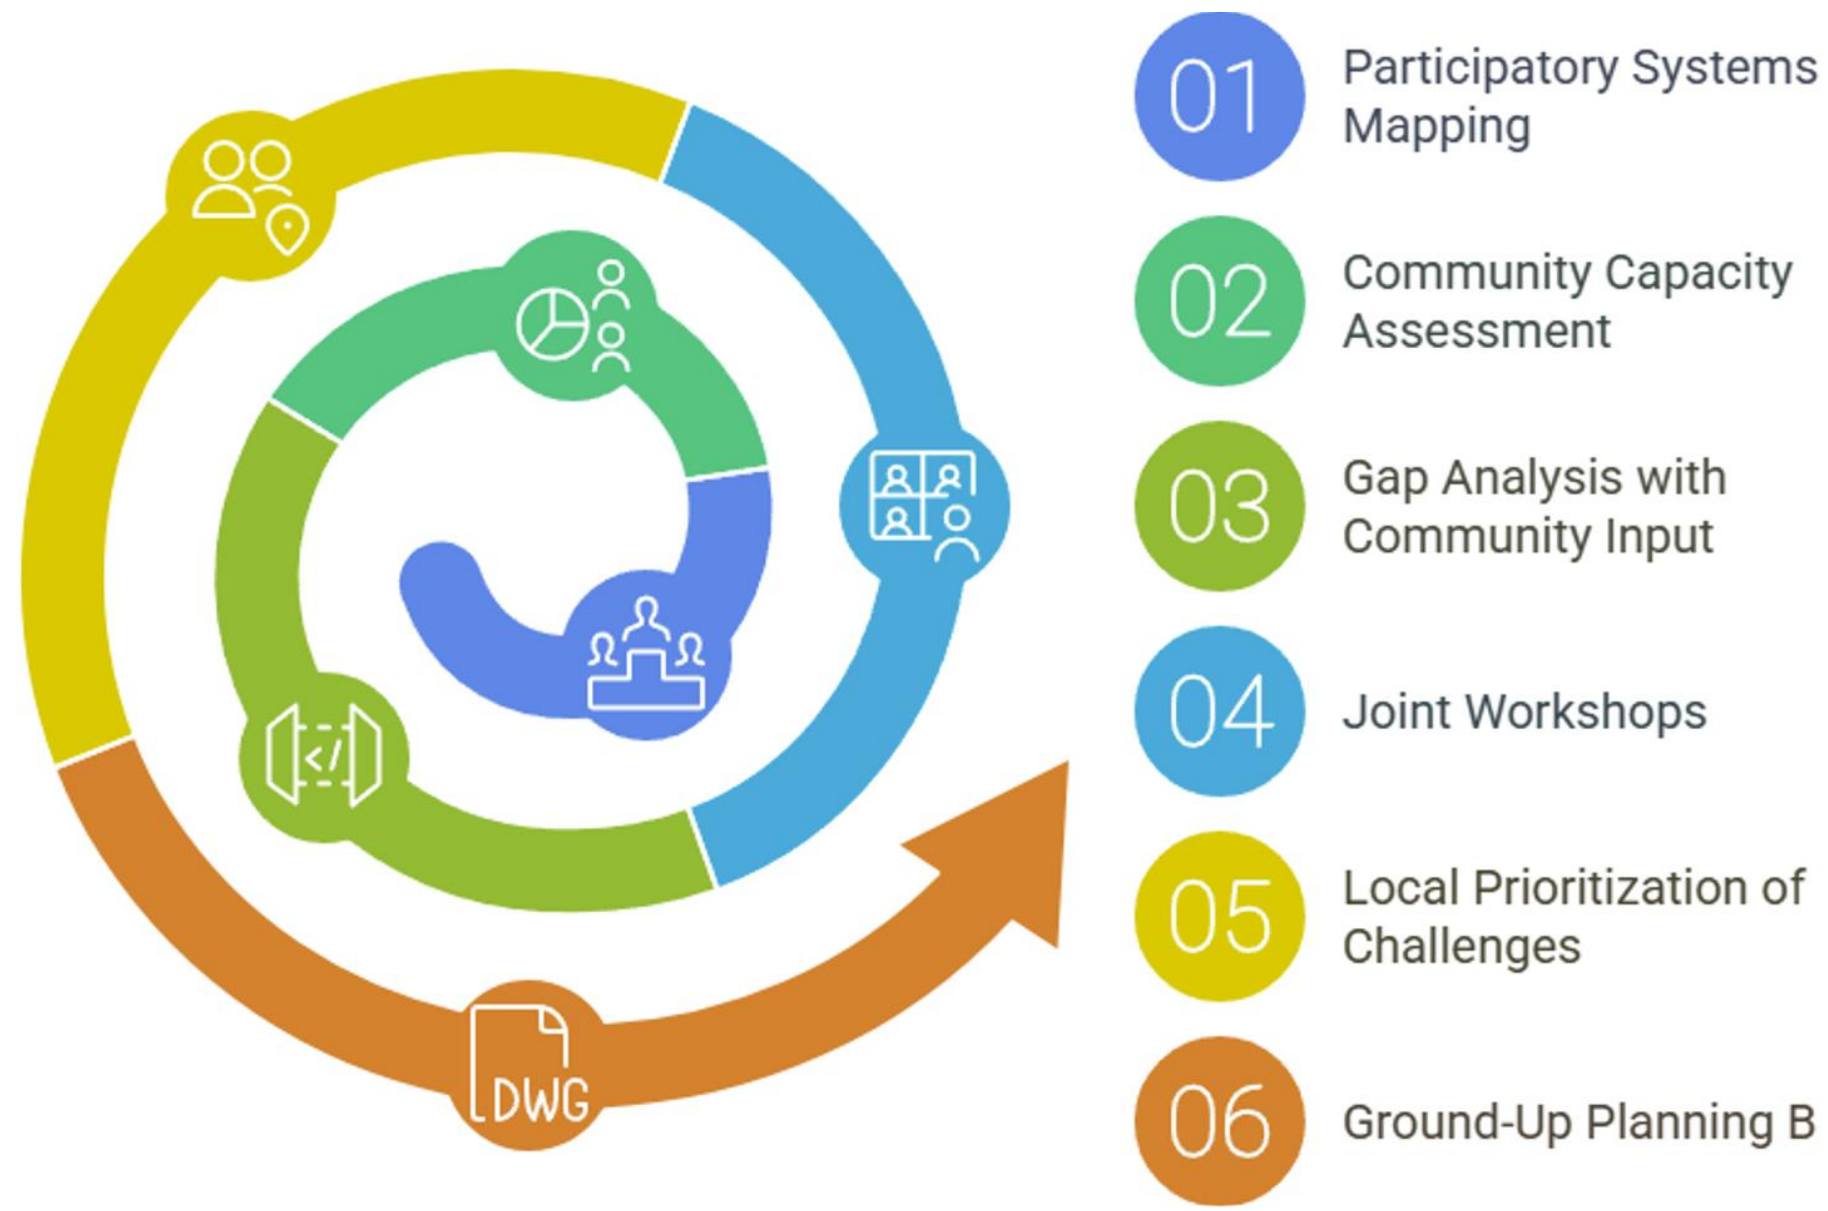 01
Participatory Systems
Mapping
02
Community Capacity
Assessment
03
Gap Analysis with
Community Input
</>
04
Joint Workshops
05
Local Prioritization of
Challenges
DWG
06
Ground-Up Planning B